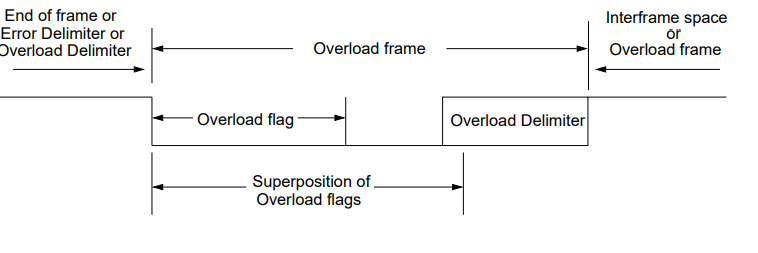 End of frame or
Error Delimiter or
Overload Delimiter
Overload frame
Interframe space
or
Overload frame
Overload flag
Overload Delimiter
Superposition of
Overload flags